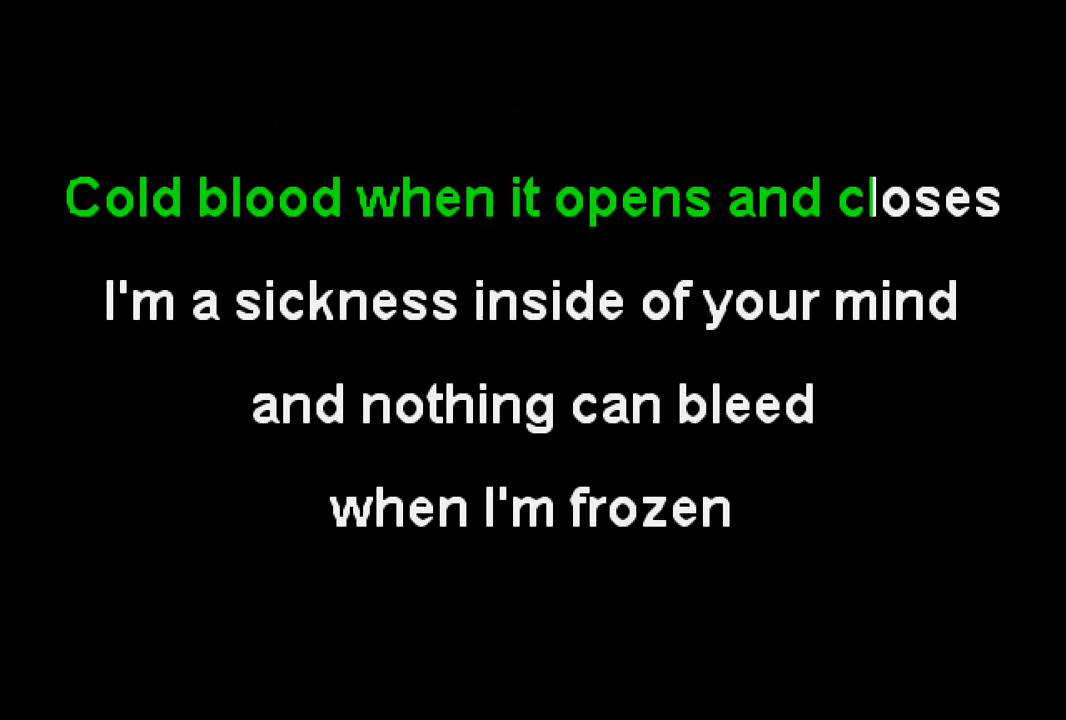 Cold blood when it opens and closes
I'm a sickness inside of your mind
and nothing can bleed
when I'm frozen